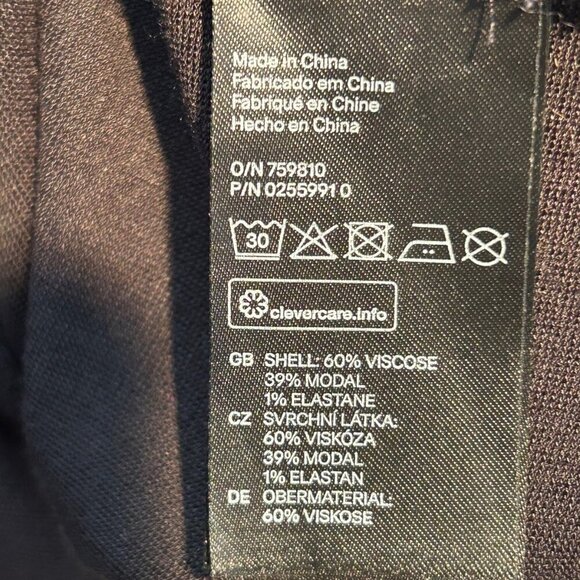 Made in China
Fabricado em China
Fabriqué en Chine
Hecho en China
O/N 759810
P/N 0255991 0
30
clevercare.info
GB SHELL: 60% VISCOSE
39% MODAL
1% ELASTANE
CZ SVRCHNÍ LÁTKA:
60% VISKÓZA
39% MODAL
1% ELASTAN
DE OBERMATERIAL:
60% VISKOSE